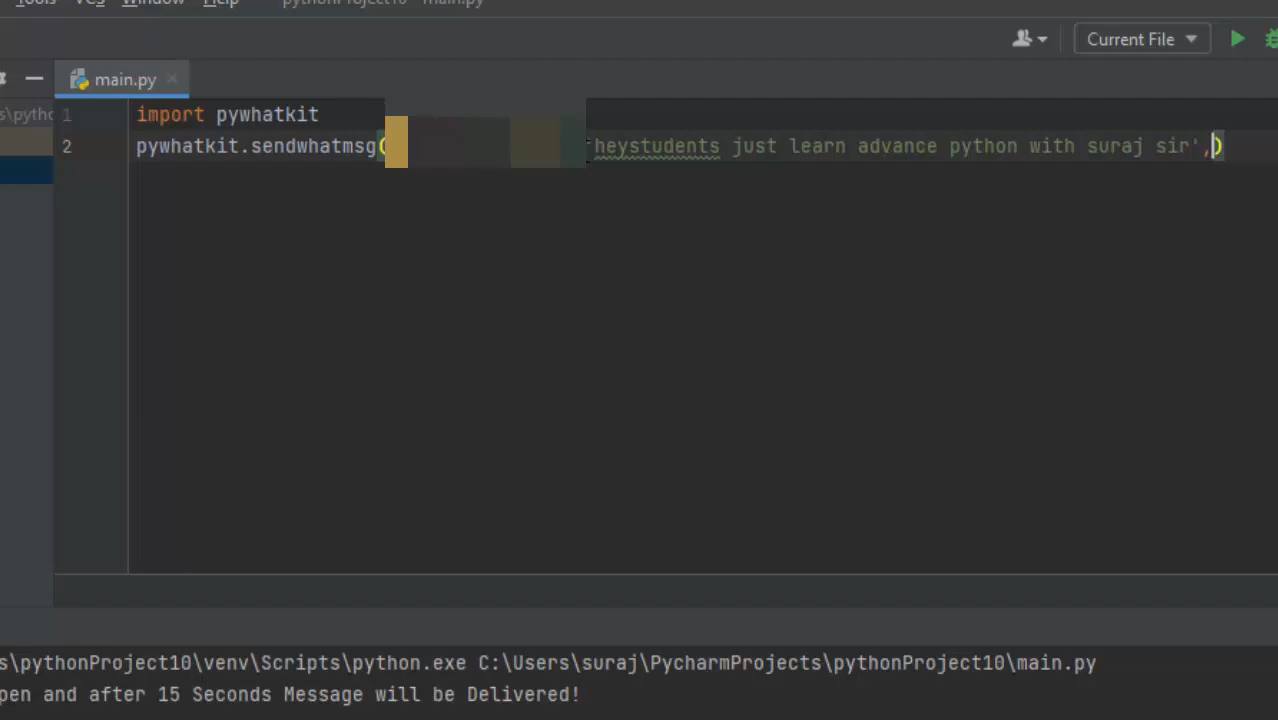 Tools VCS Window Help pythonProject10 main.py
Current File
main.py
s\pytho
1 import pywhatkit
2 pywhatkit.sendwhatmsg( heystudents just learn advance python with suraj sir',)
s\pythonProject10\venv\Scripts\python.exe C:\Users\suraj\PycharmProjects\pythonProject10\main.py
pen and after 15 Seconds Message will be Delivered!